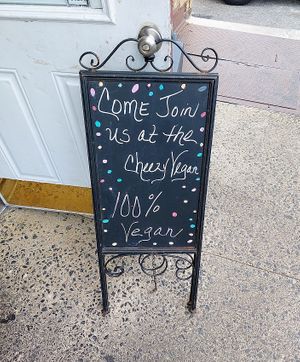 Come Join
us at the
Cheezy Vegan
100%
Vegan